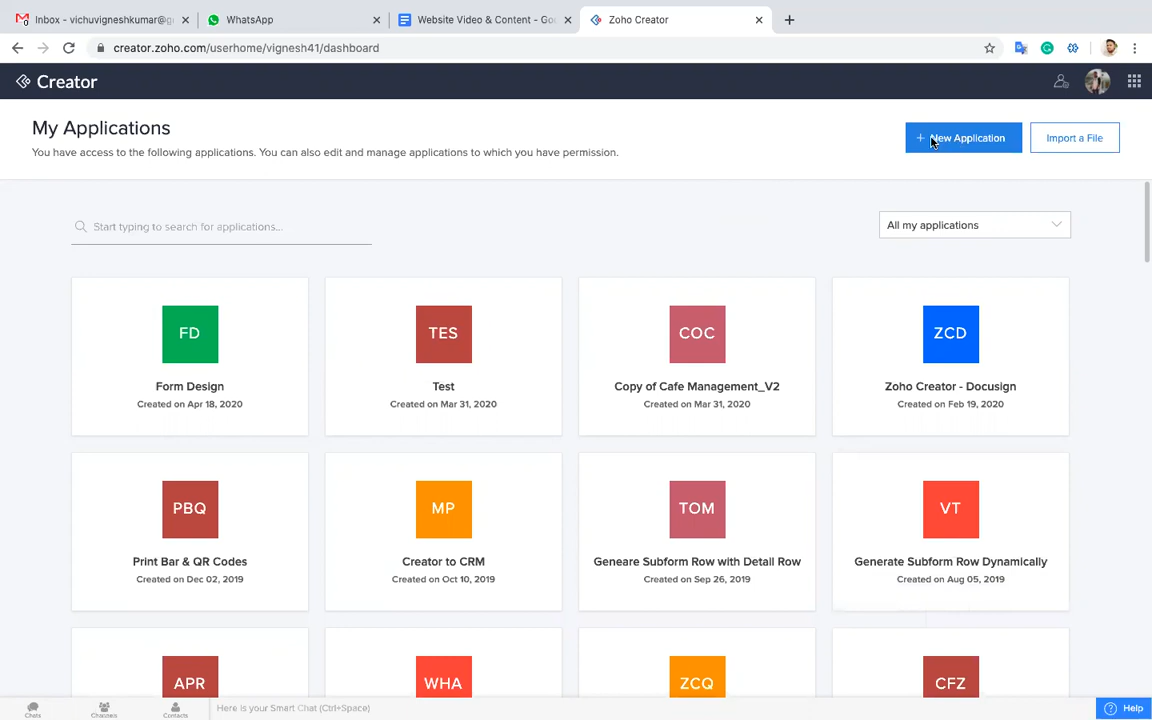 Inbox - vichuvigneshkumar@g
WhatsApp
Website Video & Content - Goo
Zoho Creator
creator.zoho.com/userhome/vignesh41/dashboard
Creator
My Applications
You have access to the following applications. You can also edit and manage applications to which you have permission.
+ New Application
Import a File
Start typing to search for applications...
All my applications
FD
TES
COC
ZCD
Form Design
Test
Copy of Cafe Management_V2
Zoho Creator - Docusign
Created on Apr 18, 2020
Created on Mar 31, 2020
Created on Mar 31, 2020
Created on Feb 19, 2020
PBQ
MP
TOM
VT
Print Bar & QR Codes
Creator to CRM
Geneare Subform Row with Detail Row
Generate Subform Row Dynamically
Created on Dec 02, 2019
Created on Oct 10, 2019
Created on Sep 26, 2019
Created on Aug 05, 2019
APR
WHA
ZCQ
CFZ
Chats
Channels
Contacts
Here is your Smart Chat (Ctrl+Space)
Help